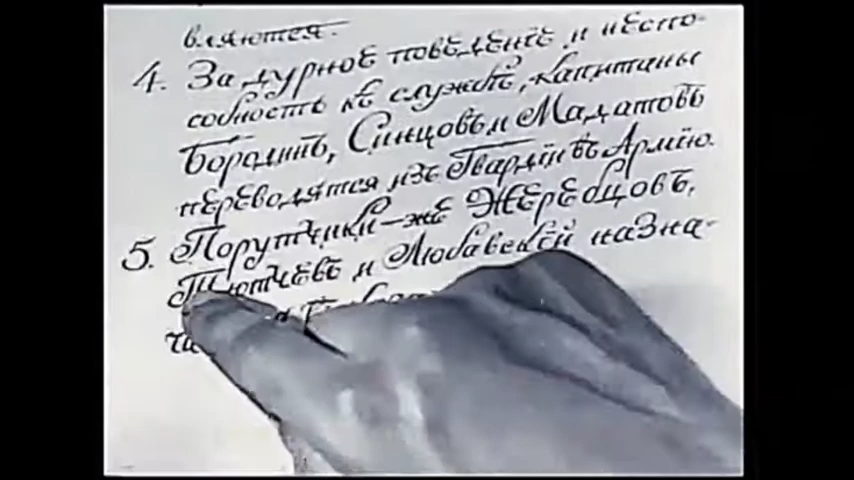 вляются.
4. За дурное поведенiе и неспо-
собность къ службѣ, капитаны
Бородинъ, Синцовъ и Мадатовъ
переводятся изъ Гвардiи въ Армiю.
5. Поручики-же Жеребцовъ,
Тютчевъ и Любавскiй назна-